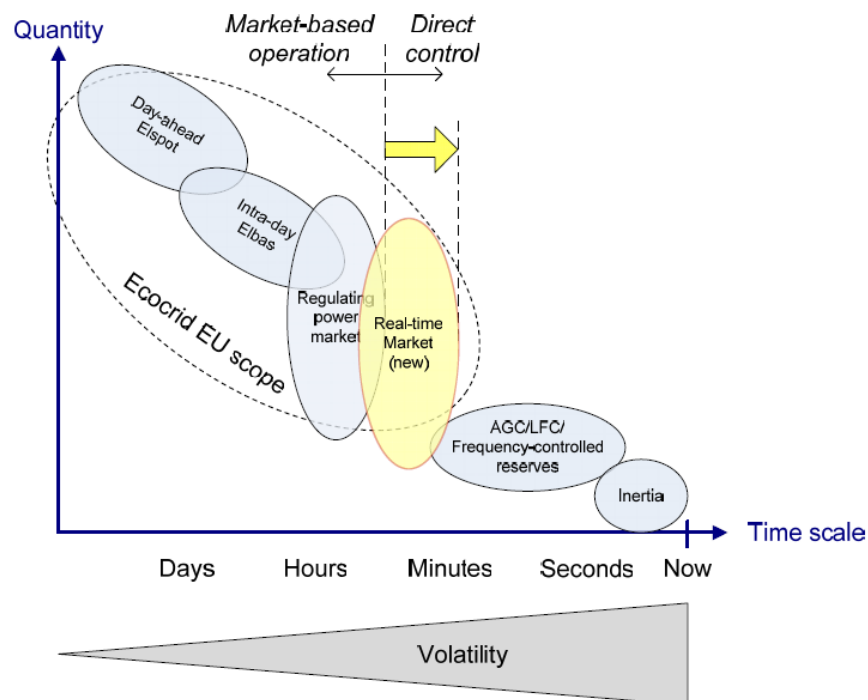 Quantity
Market-based
operation
Direct
control
Day-ahead
Elspot
Intra-day
Elbas
Ecocrid EU scope
Regulating
power
market
Real-time
Market
(new)
AGC/LFC/
Frequency-controlled
reserves
Inertia
Time scale
Days
Hours
Minutes
Seconds
Now
Volatility